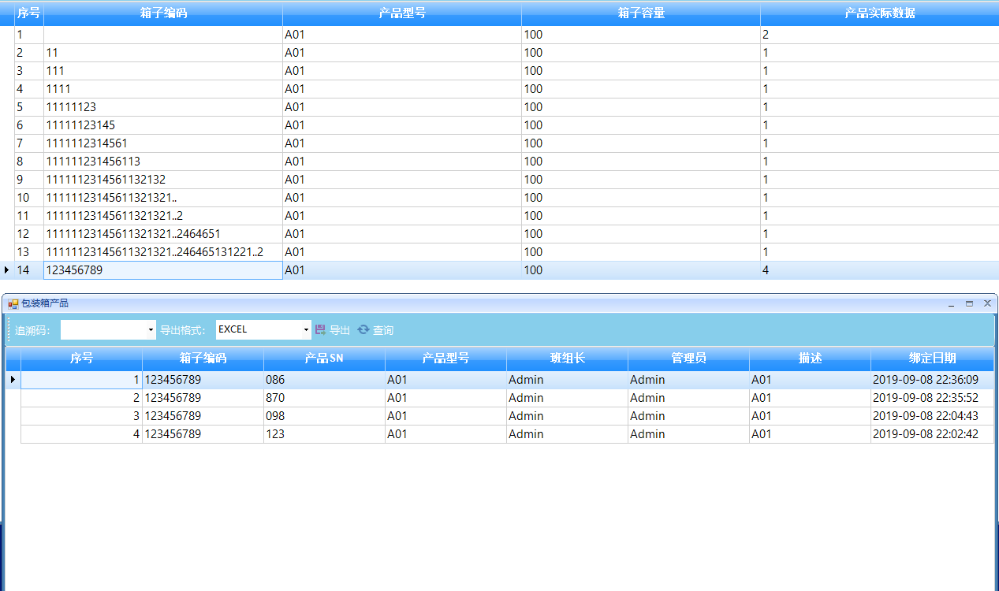 序号 箱子编码 产品型号 箱子容量 产品实际数据
1 A01 100 2
2 11 A01 100 1
3 111 A01 100 1
4 1111 A01 100 1
5 11111123 A01 100 1
6 11111123145 A01 100 1
7 1111112314561 A01 100 1
8 111111231456113 A01 100 1
9 1111112314561132132 A01 100 1
10 11111123145611321321.. A01 100 1
11 11111123145611321321..2 A01 100 1
12 11111123145611321321..2464651 A01 100 1
13 11111123145611321321..246465131221..2 A01 100 1
14 123456789 A01 100 4
包装箱产品
追溯码： 导出格式： EXCEL 导出 查询
序号 箱子编码 产品SN 产品型号 班组长 管理员 描述 绑定日期
1 123456789 086 A01 Admin Admin A01 2019-09-08 22:36:09
2 123456789 870 A01 Admin Admin A01 2019-09-08 22:35:52
3 123456789 098 A01 Admin Admin A01 2019-09-08 22:04:43
4 123456789 123 A01 Admin Admin A01 2019-09-08 22:02:42